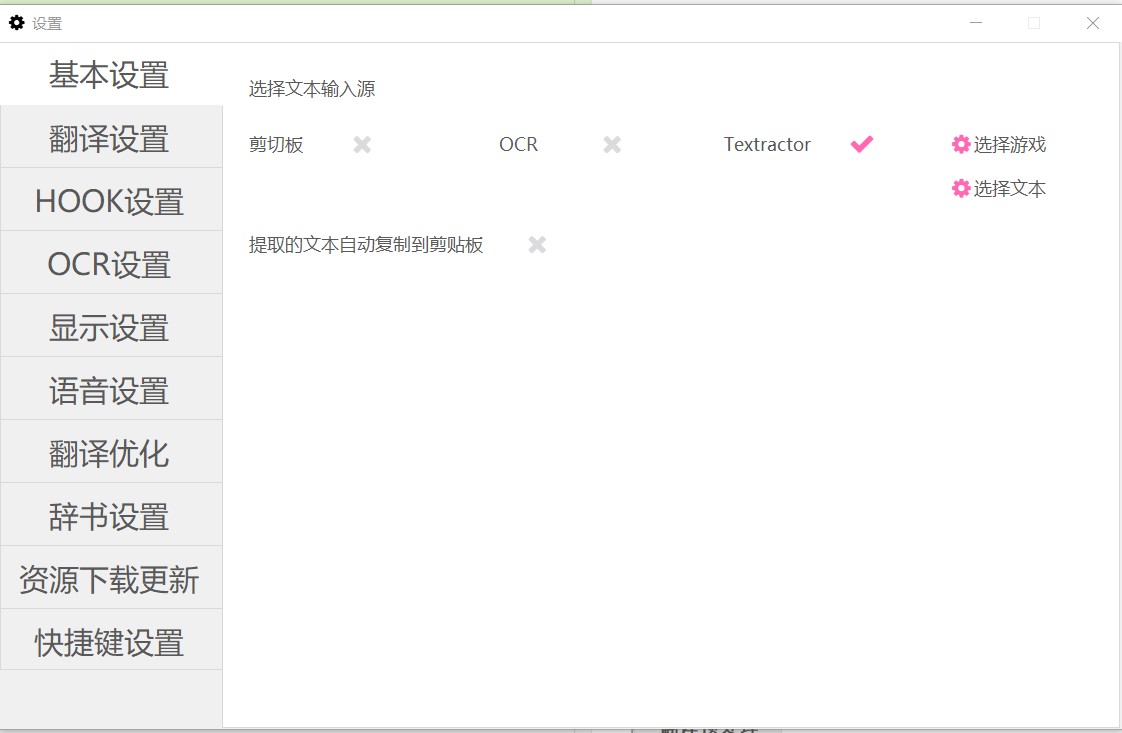 设置
基本设置
翻译设置
HOOK设置
OCR设置
显示设置
语音设置
翻译优化
辞书设置
资源下载更新
快捷键设置
选择文本输入源
剪切板 OCR Textractor 选择游戏
选择文本
提取的文本自动复制到剪贴板